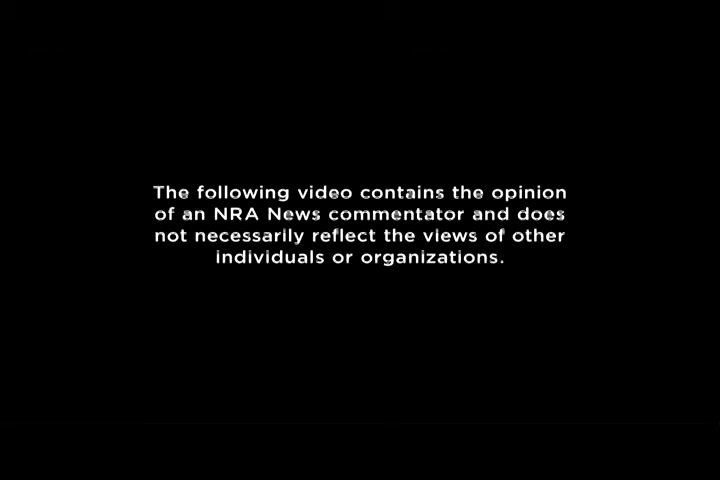 The following video contains the opinion
of an NRA News commentator and does
not necessarily reflect the views of other
individuals or organizations.